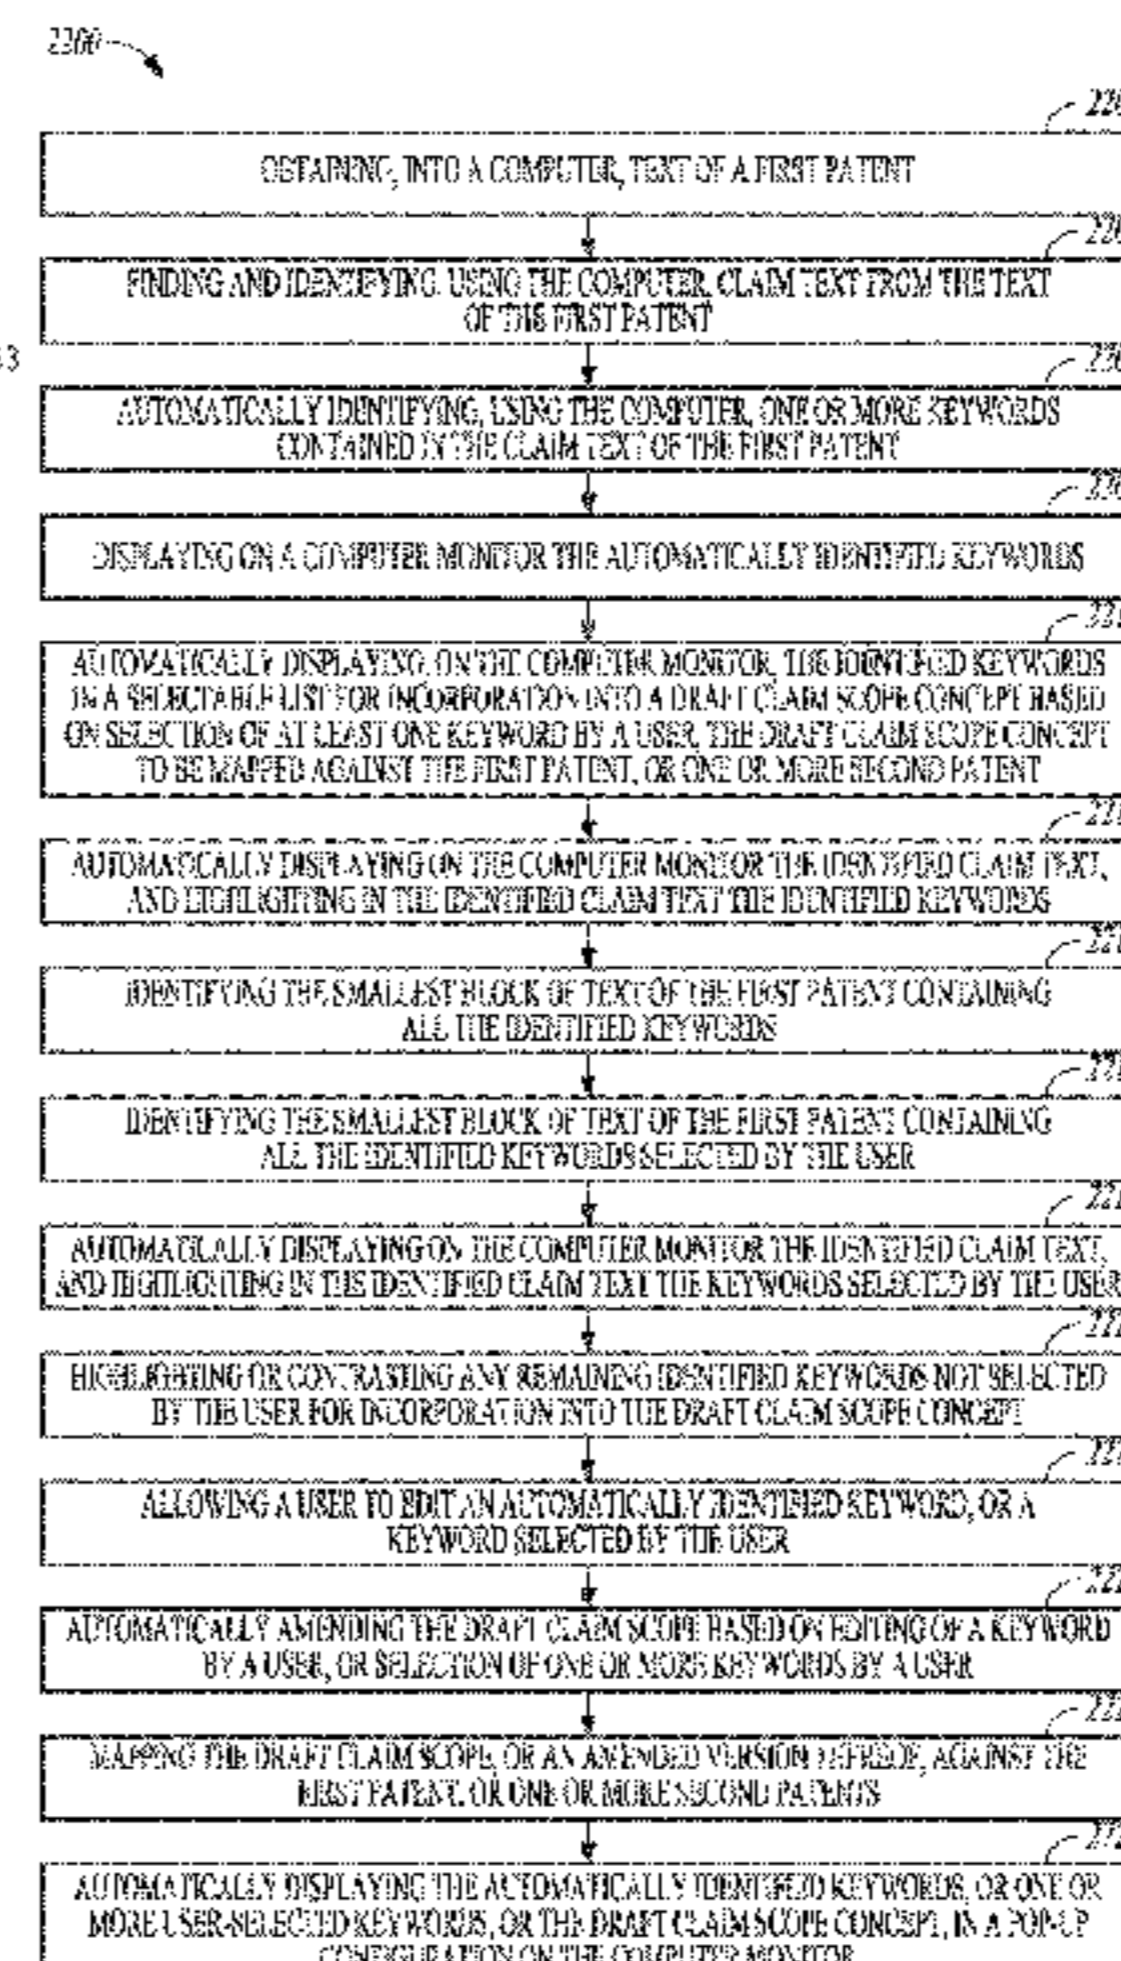 OBTAINING, INTO A COMPUTER, TEXT OF A FIRST PATENT
FINDING AND IDENTIFYING, USING THE COMPUTER, CLAIM TEXT FROM THE TEXT
OF THE FIRST PATENT
AUTOMATICALLY IDENTIFYING, USING THE COMPUTER, ONE OR MORE KEYWORDS
CONTAINED IN THE CLAIM TEXT OF THE FIRST PATENT
DISPLAYING ON A COMPUTER MONITOR THE AUTOMATICALLY IDENTIFIED KEYWORDS
AUTOMATICALLY DISPLAYING, ON THE COMPUTER MONITOR, THE IDENTIFIED KEYWORDS
IN A SELECTABLE LIST FOR INCORPORATION INTO A DRAFT CLAIM SCOPE CONCEPT BASED
ON SELECTION OF AT LEAST ONE KEYWORD BY A USER, THE DRAFT CLAIM SCOPE CONCEPT
TO BE MAPPED AGAINST THE FIRST PATENT, OR ONE OR MORE SECOND PATENT
AUTOMATICALLY DISPLAYING ON THE COMPUTER MONITOR THE IDENTIFIED CLAIM TEXT,
AND HIGHLIGHTING IN THE IDENTIFIED CLAIM TEXT THE IDENTIFIED KEYWORDS
IDENTIFYING THE SMALLEST BLOCK OF TEXT OF THE FIRST PATENT CONTAINING
ALL THE IDENTIFIED KEYWORDS
IDENTIFYING THE SMALLEST BLOCK OF TEXT OF THE FIRST PATENT CONTAINING
ALL THE IDENTIFIED KEYWORDS SELECTED BY THE USER
AUTOMATICALLY DISPLAYING ON THE COMPUTER MONITOR THE IDENTIFIED CLAIM TEXT,
AND HIGHLIGHTING IN THE IDENTIFIED CLAIM TEXT THE KEYWORDS SELECTED BY THE USER
HIGHLIGHTING OR CONTRASTING ANY REMAINING IDENTIFIED KEYWORDS NOT SELECTED
BY THE USER FOR INCORPORATION INTO THE DRAFT CLAIM SCOPE CONCEPT
ALLOWING A USER TO EDIT AN AUTOMATICALLY IDENTIFIED KEYWORD, OR A
KEYWORD SELECTED BY THE USER
AUTOMATICALLY AMENDING THE DRAFT CLAIM SCOPE BASED ON EDITING OF A KEYWORD
BY A USER, OR SELECTION OF ONE OR MORE KEYWORDS BY A USER
MAPPING THE DRAFT CLAIM SCOPE, OR AN AMENDED VERSION THEREOF, AGAINST THE
FIRST PATENT, OR ONE OR MORE SECOND PATENTS
AUTOMATICALLY DISPLAYING THE AUTOMATICALLY IDENTIFIED KEYWORDS, OR ONE OR
MORE USER-SELECTED KEYWORDS, OR THE DRAFT CLAIM SCOPE CONCEPT, IN A POP-UP
CONFIGURATION ON THE COMPUTER MONITOR